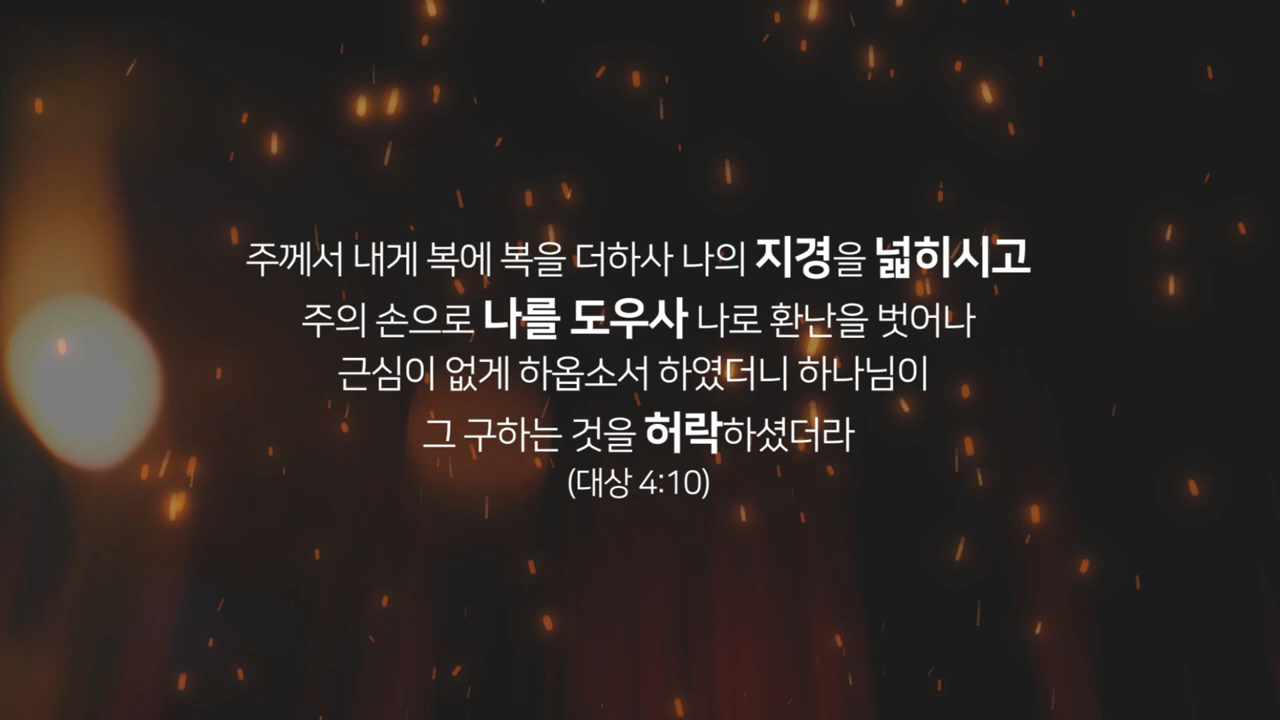 주께서 내게 복에 복을 더하사 나의 지경을 넓히시고
주의 손으로 나를 도우사 나로 환난을 벗어나
근심이 없게 하옵소서 하였더니 하나님이
그 구하는 것을 허락하셨더라
(대상 4:10)